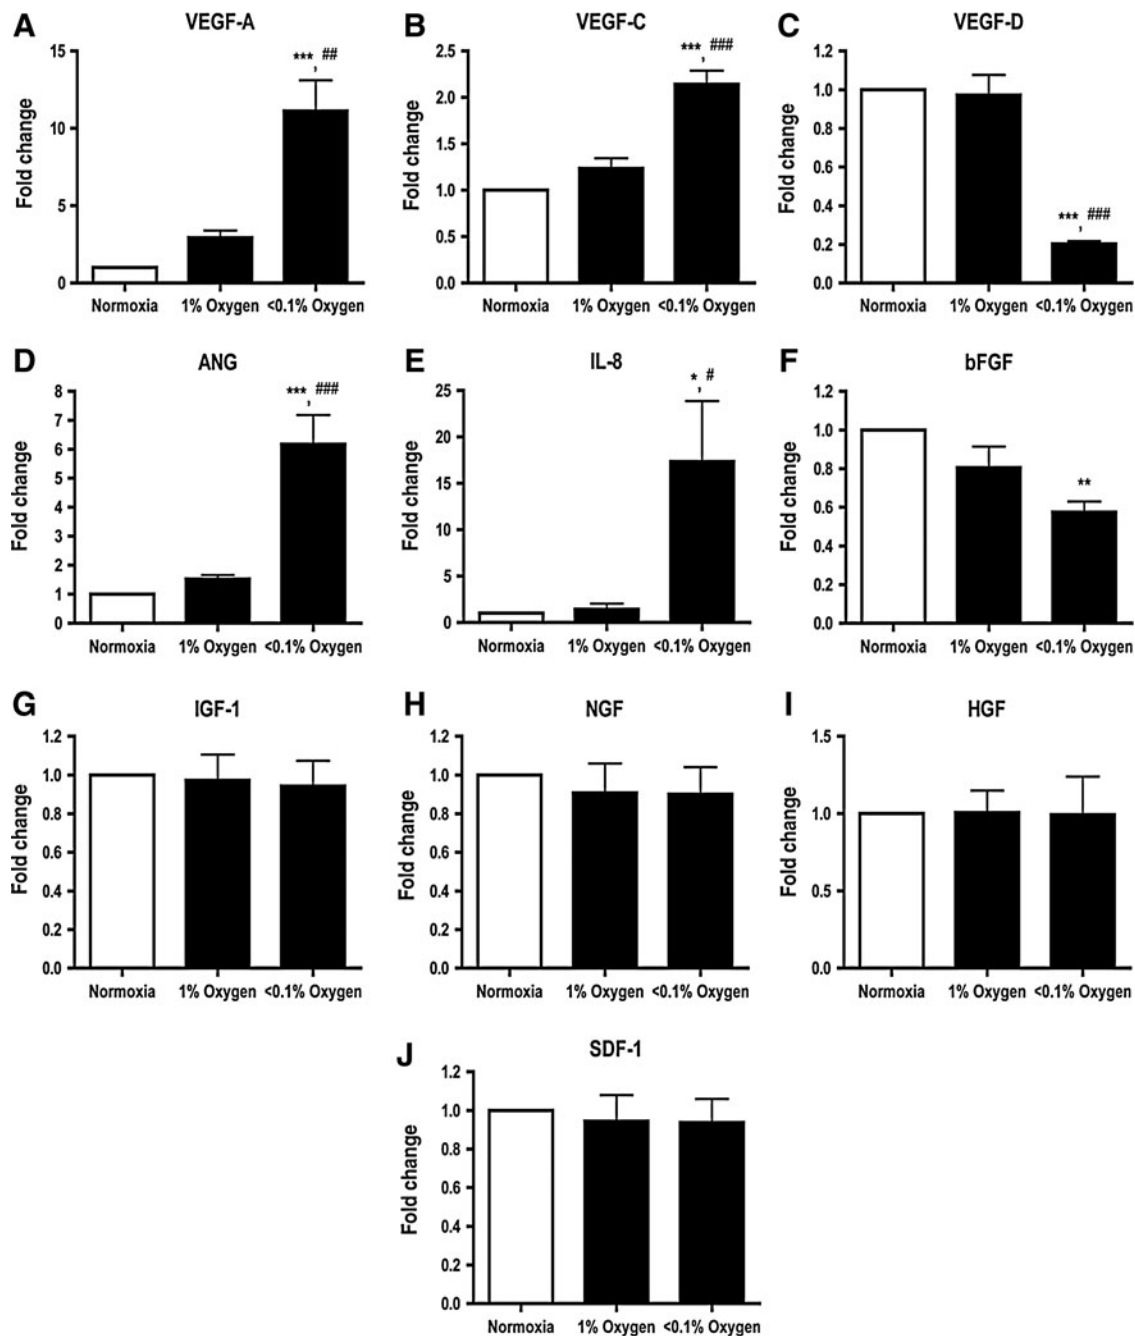 A VEGF-A
***, ##
Fold change
15
10
5
0
Normoxia 1% Oxygen <0.1% Oxygen
B VEGF-C
***, ###
Fold change
2.5
2.0
1.5
1.0
0.5
0.0
Normoxia 1% Oxygen <0.1% Oxygen
C VEGF-D
***, ###
Fold change
1.2
1.0
0.8
0.6
0.4
0.2
0.0
Normoxia 1% Oxygen <0.1% Oxygen
D ANG
***, ###
Fold change
8
7
6
5
4
3
2
1
0
Normoxia 1% Oxygen <0.1% Oxygen
E IL-8
*, #
Fold change
25
20
15
10
5
0
Normoxia 1% Oxygen <0.1% Oxygen
F bFGF
**
Fold change
1.2
1.0
0.8
0.6
0.4
0.2
0.0
Normoxia 1% Oxygen <0.1% Oxygen
G IGF-1
Fold change
1.2
1.0
0.8
0.6
0.4
0.2
0.0
Normoxia 1% Oxygen <0.1% Oxygen
H NGF
Fold change
1.2
1.0
0.8
0.6
0.4
0.2
0.0
Normoxia 1% Oxygen <0.1% Oxygen
I HGF
Fold change
1.5
1.0
0.5
0.0
Normoxia 1% Oxygen <0.1% Oxygen
J SDF-1
Fold change
1.2
1.0
0.8
0.6
0.4
0.2
0.0
Normoxia 1% Oxygen <0.1% Oxygen